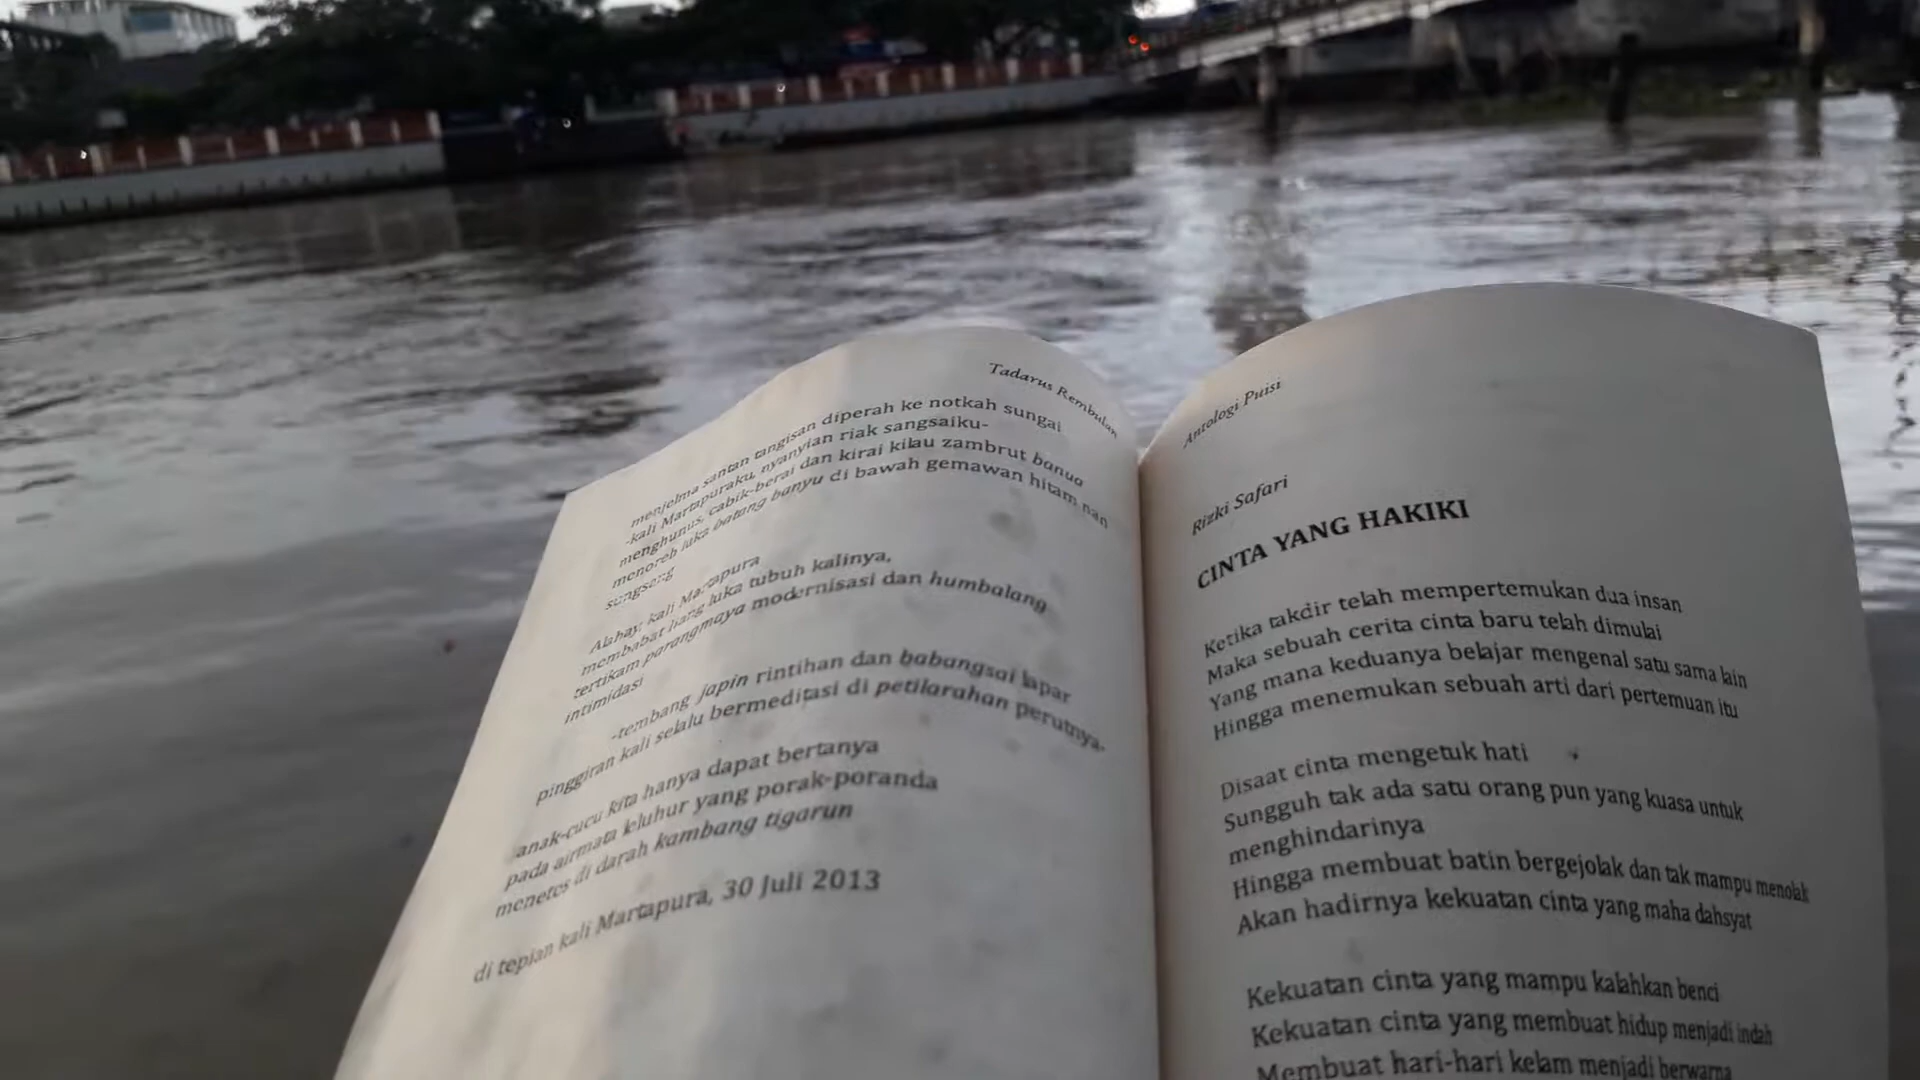 Tadarus Rembulan
menjelma santan tangisan diperah ke notkah sungai
-kali Martapuraku, nyanyian riak sangsaiku-
menghunus, cabik-berai dan kirai kilau zambrut banua
menoreh luka batang banyu di bawah gemawan hitam nan
sungseng
Alahay, kali Martapura
membabat liang luka tubuh kalinya,
tertikam parangmaya modernisasi dan humbalang
intimidasi
-tembang japin rintihan dan babangsai lapar
pinggiran kali selalu bermeditasi di petilarahan perutnya-
anak-cucu kita hanya dapat bertanya
pada airmata leluhur yang porak-poranda
menetes di darah kambang tigarun
di tepian kali Martapura, 30 Juli 2013
Antologi Puisi
Rizki Safari
CINTA YANG HAKIKI
Ketika takdir telah mempertemukan dua insan
Maka sebuah cerita cinta baru telah dimulai
Yang mana keduanya belajar mengenal satu sama lain
Hingga menemukan sebuah arti dari pertemuan itu
Disaat cinta mengetuk hati
Sungguh tak ada satu orang pun yang kuasa untuk
menghindarinya
Hingga membuat batin bergejolak dan tak mampu menolak
Akan hadirnya kekuatan cinta yang maha dahsyat
Kekuatan cinta yang mampu kalahkan benci
Kekuatan cinta yang membuat hidup menjadi indah
Membuat hari-hari kelam menjadi berwarna